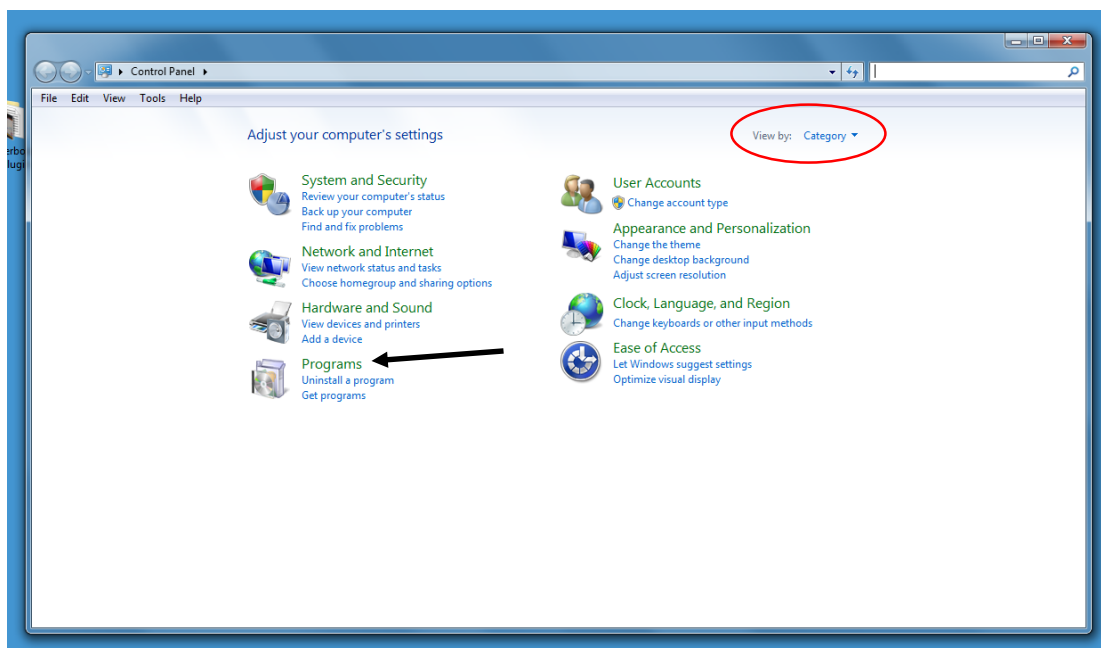 Control Panel
File Edit View Tools Help
Adjust your computer's settings
View by: Category
System and Security
Review your computer's status
Back up your computer
Find and fix problems
Network and Internet
View network status and tasks
Choose homegroup and sharing options
Hardware and Sound
View devices and printers
Add a device
Programs
Uninstall a program
Get programs
User Accounts
Change account type
Appearance and Personalization
Change the theme
Change desktop background
Adjust screen resolution
Clock, Language, and Region
Change keyboards or other input methods
Ease of Access
Let Windows suggest settings
Optimize visual display